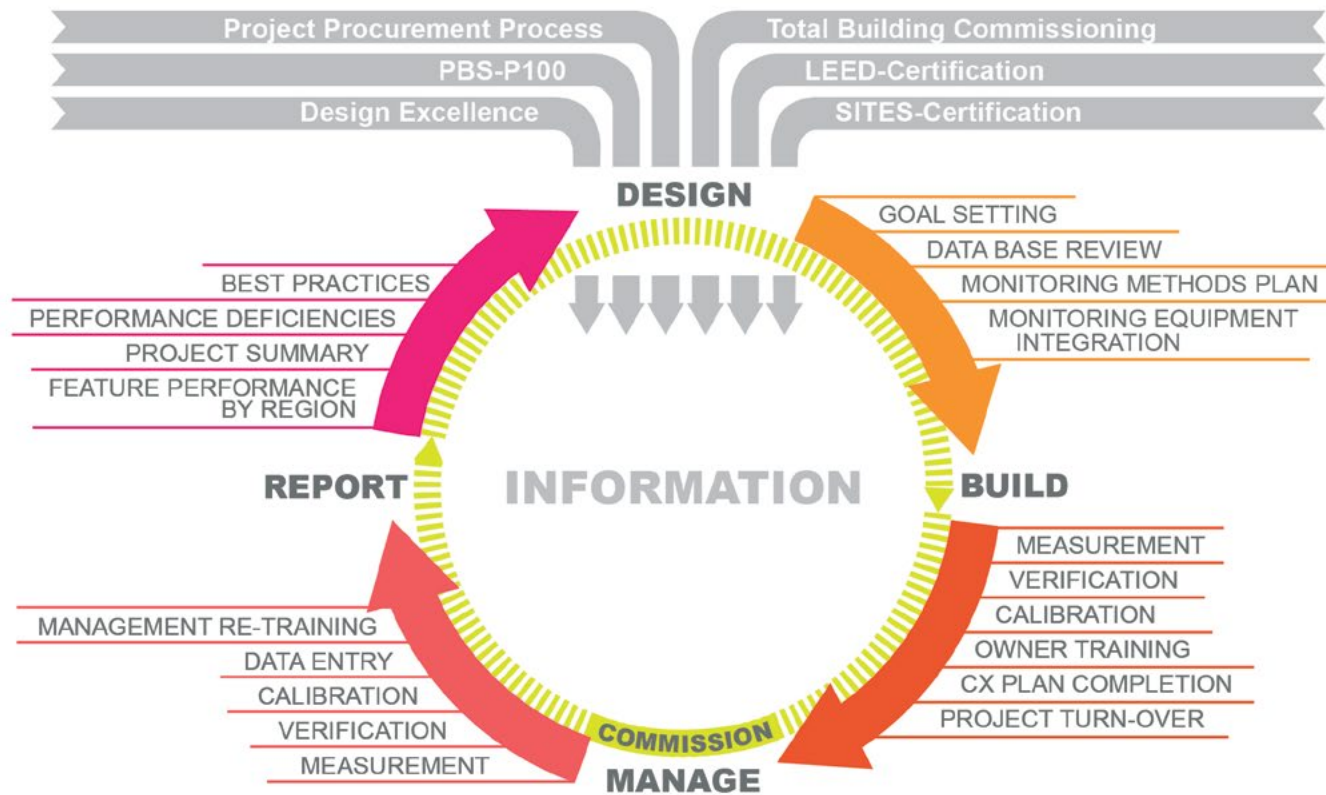 Project Procurement Process
PBS-P100
Design Excellence
Total Building Commissioning
LEED-Certification
SITES-Certification
DESIGN
GOAL SETTING
DATA BASE REVIEW
MONITORING METHODS PLAN
MONITORING EQUIPMENT
INTEGRATION
BUILD
MEASUREMENT
VERIFICATION
CALIBRATION
OWNER TRAINING
CX PLAN COMPLETION
PROJECT TURN-OVER
COMMISSION
MANAGE
MANAGEMENT RE-TRAINING
DATA ENTRY
CALIBRATION
VERIFICATION
MEASUREMENT
REPORT
BEST PRACTICES
PERFORMANCE DEFICIENCIES
PROJECT SUMMARY
FEATURE PERFORMANCE
BY REGION
INFORMATION